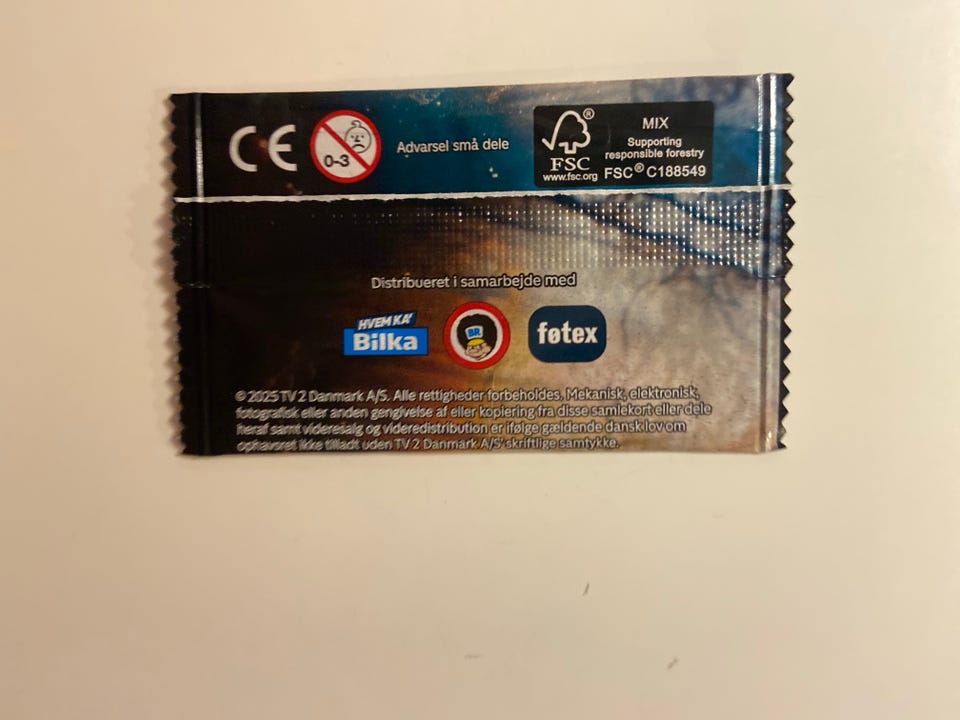 CE
0-3
Advarsel små dele
FSC®
www.fsc.org
MIX
Supporting
responsible forestry
FSC® C188549
Distribueret i samarbejde med
HVEM KA'
Bilka
BR
føtex
© 2025 TV 2 Danmark A/S. Alle rettigheder forbeholdes. Mekanisk, elektronisk,
fotografisk eller anden gengivelse af eller kopiering fra disse samlekort eller dele
heraf samt videresalg og videredistribution er ifølge gældende dansk lov om
ophavsret ikke tilladt uden TV 2 Danmark A/S' skriftlige samtykke.